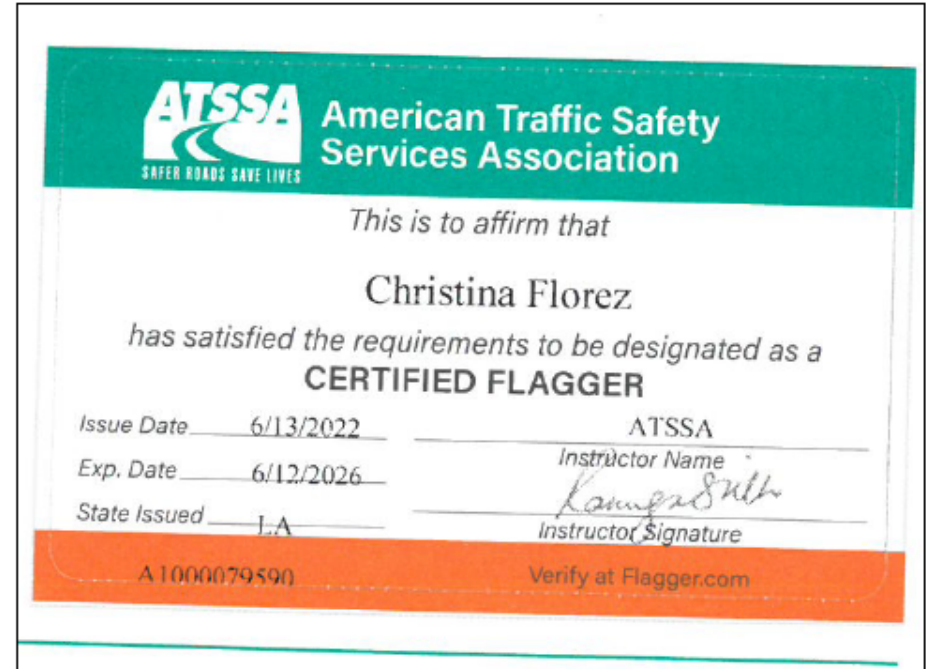 ATSSA
SAFER ROADS SAVE LIVES
American Traffic Safety
Services Association
This is to affirm that
Christina Florez
has satisfied the requirements to be designated as a
CERTIFIED FLAGGER
Issue Date 6/13/2022
ATSSA
Instructor Name
Exp. Date 6/12/2026
State Issued LA
Instructor Signature
A1000079590
Verify at Flagger.com